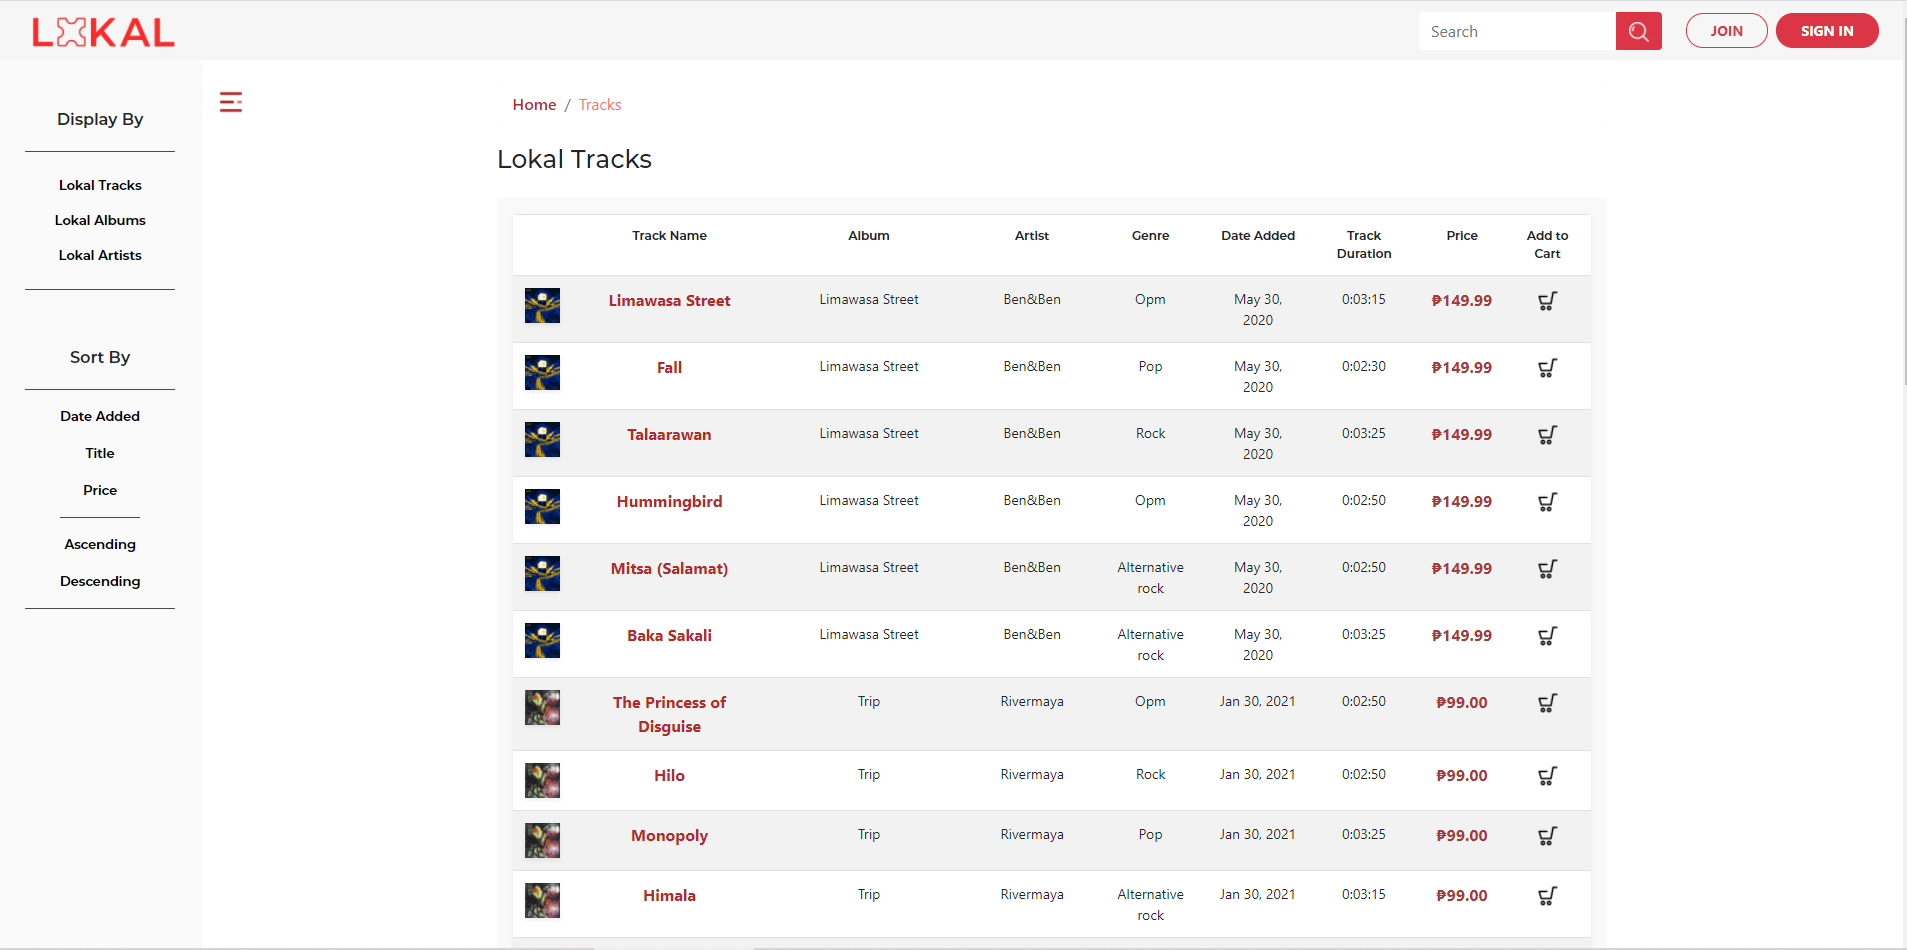 LOKAL
Search
JOIN
SIGN IN
Display By
Lokal Tracks
Lokal Albums
Lokal Artists
Sort By
Date Added
Title
Price
Ascending
Descending
Home / Tracks
Lokal Tracks
Track Name Album Artist Genre Date Added Track Duration Price Add to Cart
Limawasa Street Limawasa Street Ben&Ben Opm May 30, 2020 0:03:15 ₱149.99
Fall Limawasa Street Ben&Ben Pop May 30, 2020 0:02:30 ₱149.99
Talaarawan Limawasa Street Ben&Ben Rock May 30, 2020 0:03:25 ₱149.99
Hummingbird Limawasa Street Ben&Ben Opm May 30, 2020 0:02:50 ₱149.99
Mitsa (Salamat) Limawasa Street Ben&Ben Alternative rock May 30, 2020 0:02:50 ₱149.99
Baka Sakali Limawasa Street Ben&Ben Alternative rock May 30, 2020 0:03:25 ₱149.99
The Princess of Disguise Trip Rivermaya Opm Jan 30, 2021 0:02:50 ₱99.00
Hilo Trip Rivermaya Rock Jan 30, 2021 0:02:50 ₱99.00
Monopoly Trip Rivermaya Pop Jan 30, 2021 0:03:25 ₱99.00
Himala Trip Rivermaya Alternative rock Jan 30, 2021 0:03:15 ₱99.00